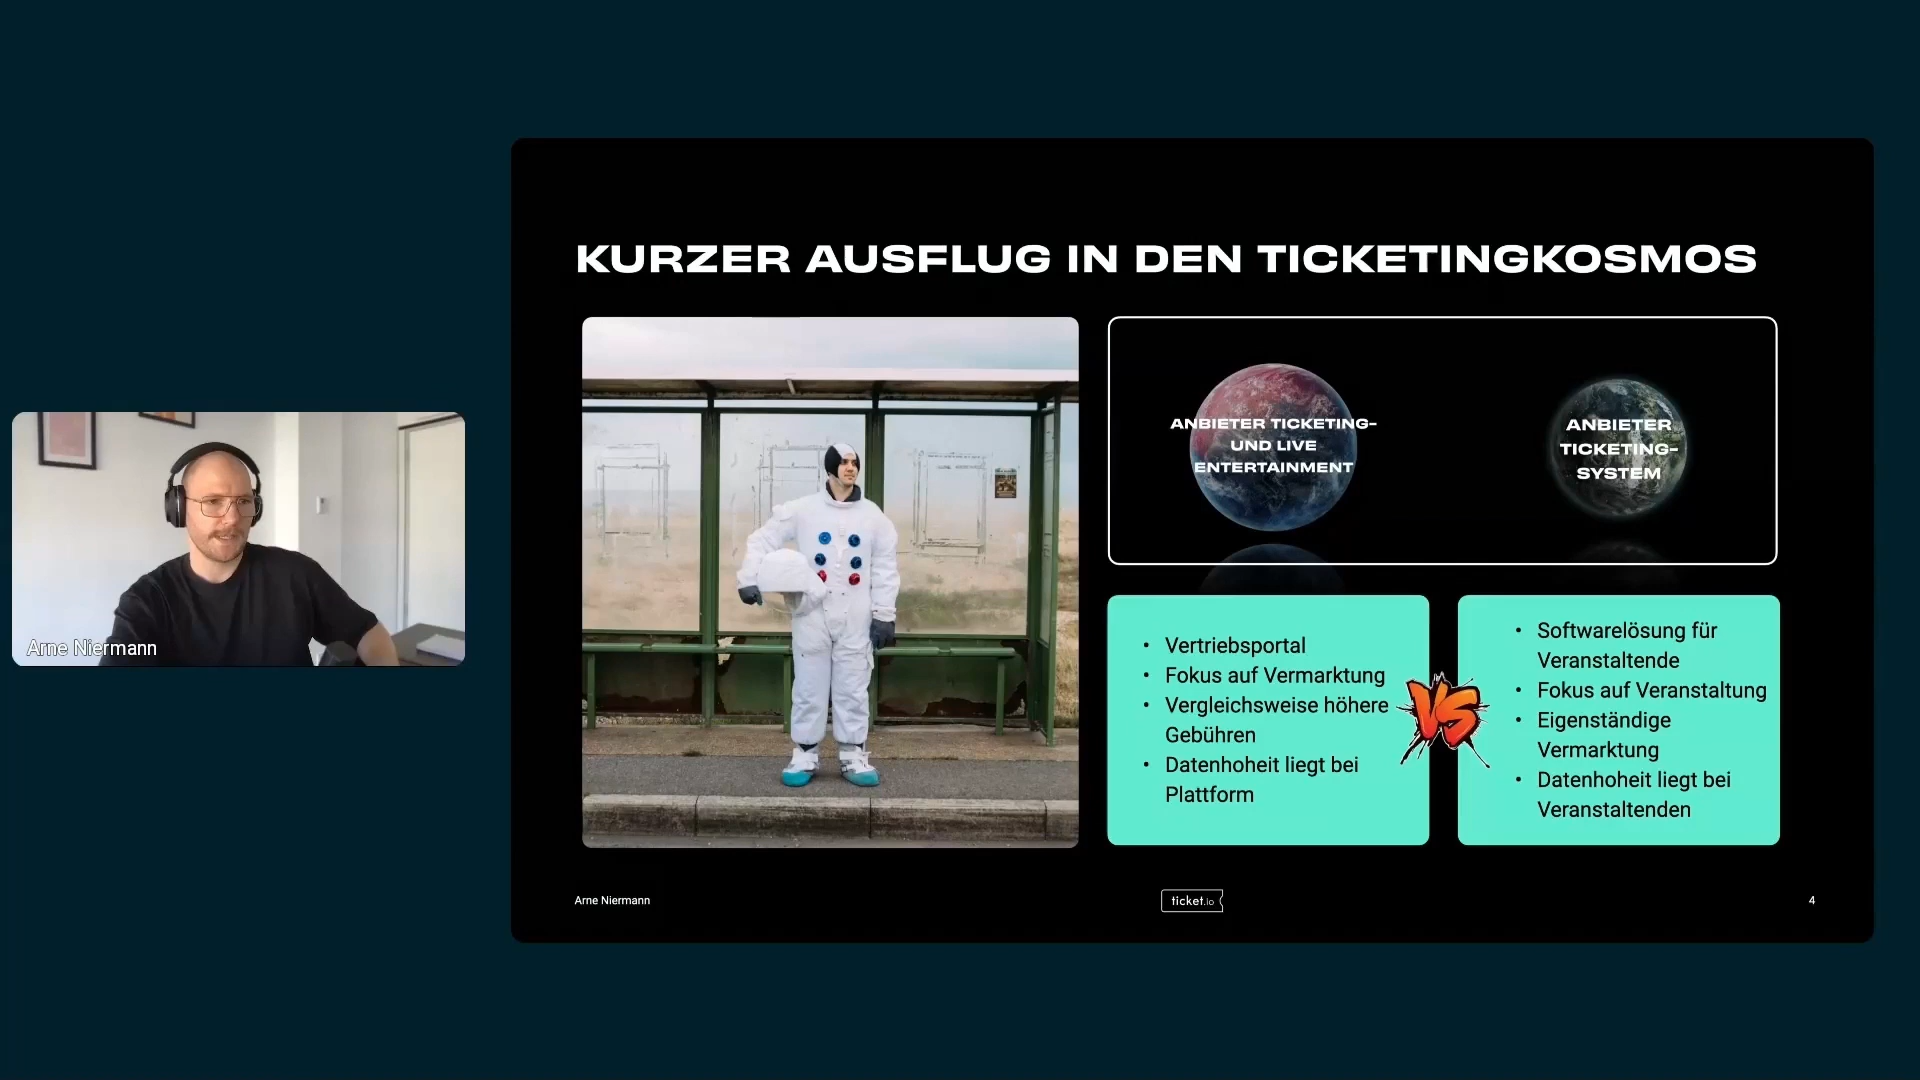 KURZER AUSFLUG IN DEN TICKETINGKOSMOS
ANBIETER TICKETING-
UND LIVE
ENTERTAINMENT
ANBIETER
TICKETING-
SYSTEM
• Vertriebsportal
• Fokus auf Vermarktung
• Vergleichsweise höhere
Gebühren
• Datenhoheit liegt bei
Plattform
VS
• Softwarelösung für
Veranstaltende
• Fokus auf Veranstaltung
• Eigenständige
Vermarktung
• Datenhoheit liegt bei
Veranstaltenden
Arne Niermann
Arne Niermann
ticket.io
4